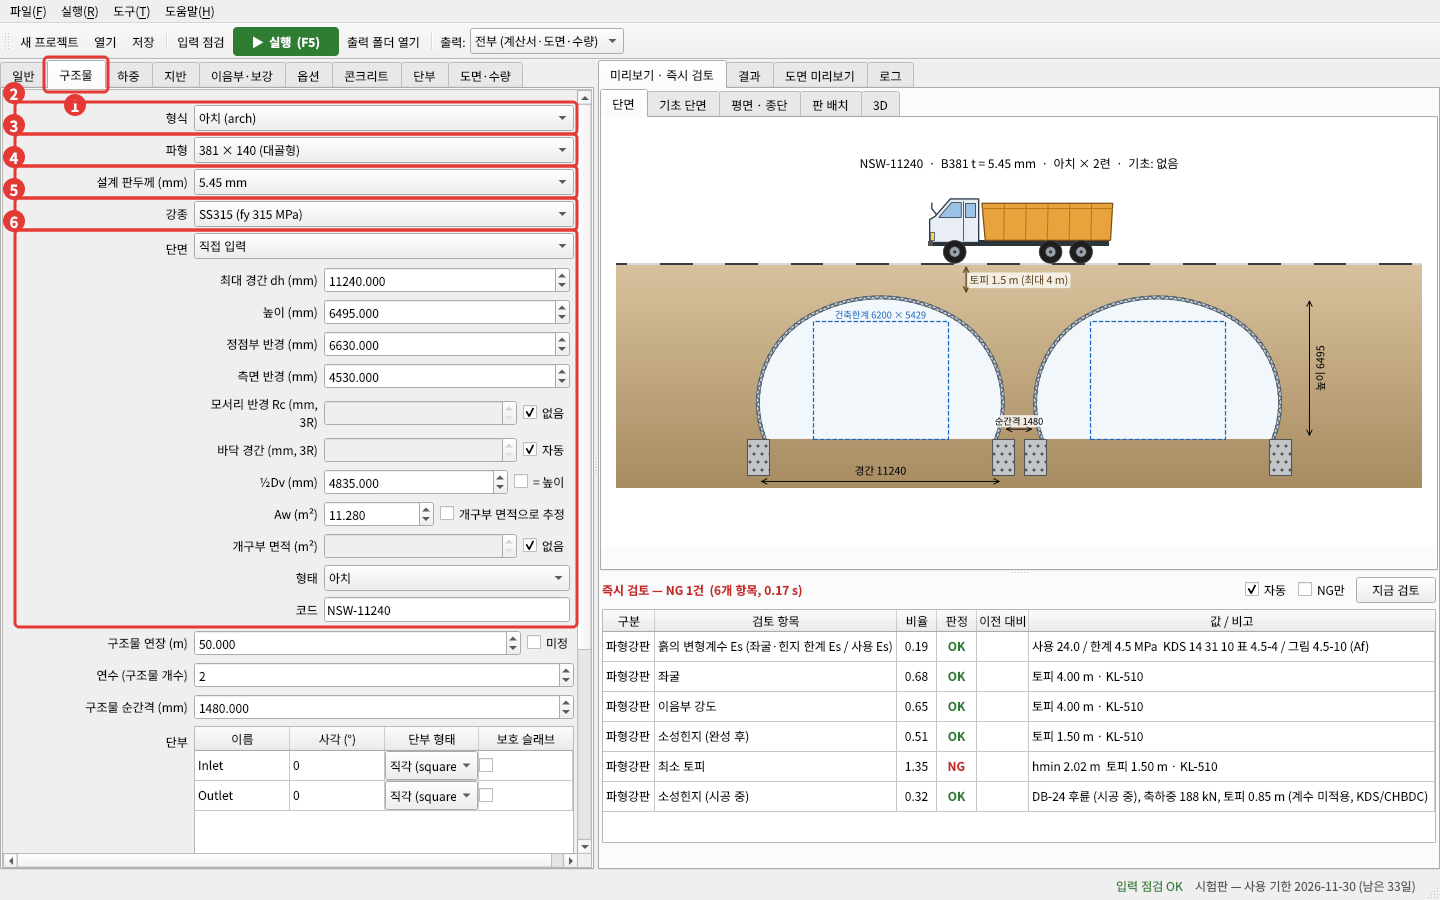 파일(F) 실행(R) 도구(T) 도움말(H)
새 프로젝트 열기 저장 입력 점검 ▶ 실행 (F5) 출력 폴더 열기 출력: 전부 (계산서·도면·수량)
일반 구조물 하중 지반 이음부·보강 옵션 콘크리트 단부 도면·수량
1
2
형식 아치 (arch)
3
파형 381 × 140 (대골형)
4
설계 판두께 (mm) 5.45 mm
5
강종 SS315 (fy 315 MPa)
6
단면 직접 입력
최대 경간 dh (mm) 11240.000
높이 (mm) 6495.000
정점부 반경 (mm) 6630.000
측면 반경 (mm) 4530.000
모서리 반경 Rc (mm, 3R) 없음
바닥 경간 (mm, 3R) 자동
½Dv (mm) 4835.000 = 높이
Aw (m²) 11.280 개구부 면적으로 추정
개구부 면적 (m²) 없음
형태 아치
코드 NSW-11240
구조물 연장 (m) 50.000 미정
연수 (구조물 개수) 2
구조물 순간격 (mm) 1480.000
단부 이름 사각 (°) 단부 형태 보호 슬래브
Inlet 0 직각 (square
Outlet 0 직각 (square
미리보기 · 즉시 검토 결과 도면 미리보기 로그
단면 기초 단면 평면 · 종단 판 배치 3D
NSW-11240 · B381 t = 5.45 mm · 아치 × 2련 · 기초: 없음
토피 1.5 m (최대 4 m)
건축한계 6200 × 5429
높이 6495
순간격 1480
경간 11240
즉시 검토 — NG 1건 (6개 항목, 0.17 s) 자동 NG만 지금 검토
구분 검토 항목 비율 판정 이전 대비 값 / 비고
파형강판 흙의 변형계수 Es (좌굴·힌지 한계 Es / 사용 Es) 0.19 OK 사용 24.0 / 한계 4.5 MPa KDS 14 31 10 표 4.5-4 / 그림 4.5-10 (Af)
파형강판 좌굴 0.68 OK 토피 4.00 m · KL-510
파형강판 이음부 강도 0.65 OK 토피 4.00 m · KL-510
파형강판 소성힌지 (완성 후) 0.51 OK 토피 1.50 m · KL-510
파형강판 최소 토피 1.35 NG hmin 2.02 m 토피 1.50 m · KL-510
파형강판 소성힌지 (시공 중) 0.32 OK DB-24 후륜 (시공 중), 축하중 188 kN, 토피 0.85 m (계수 미적용, KDS/CHBDC)
입력 점검 OK 시험판 — 사용 기한 2026-11-30 (남은 33일)